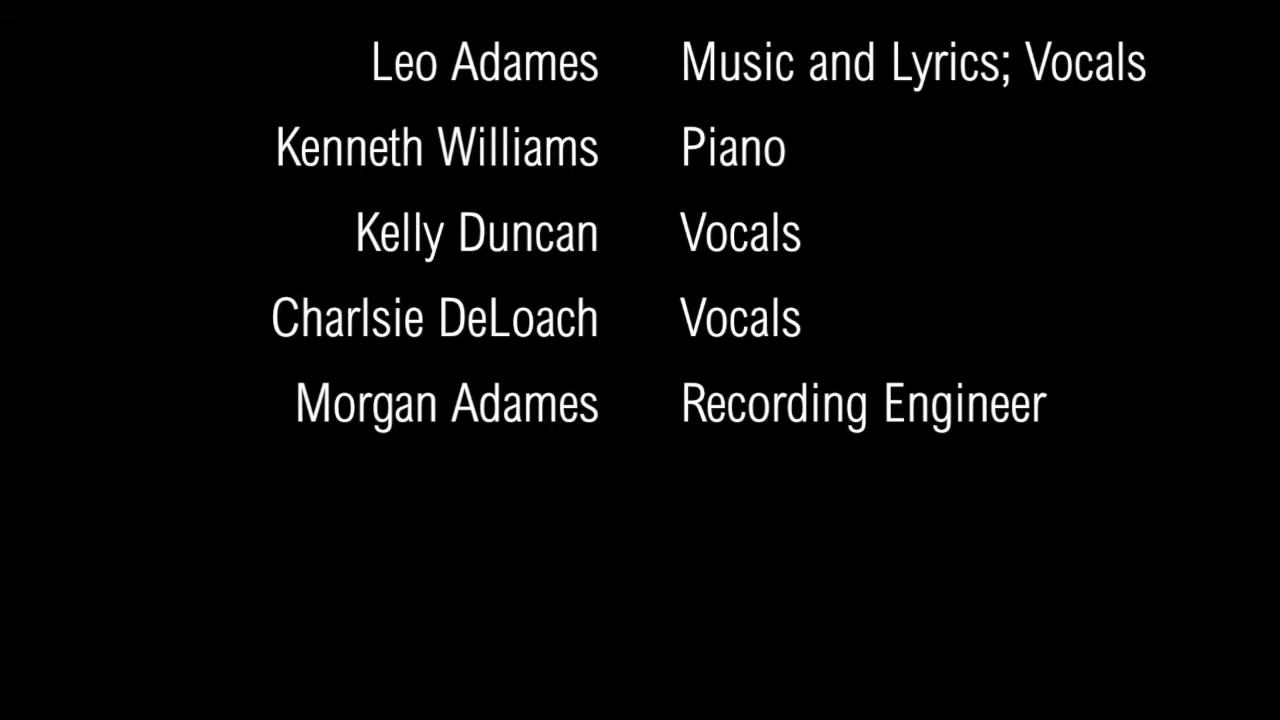 Leo Adames Music and Lyrics; Vocals
Kenneth Williams Piano
Kelly Duncan Vocals
Charlsie DeLoach Vocals
Morgan Adames Recording Engineer